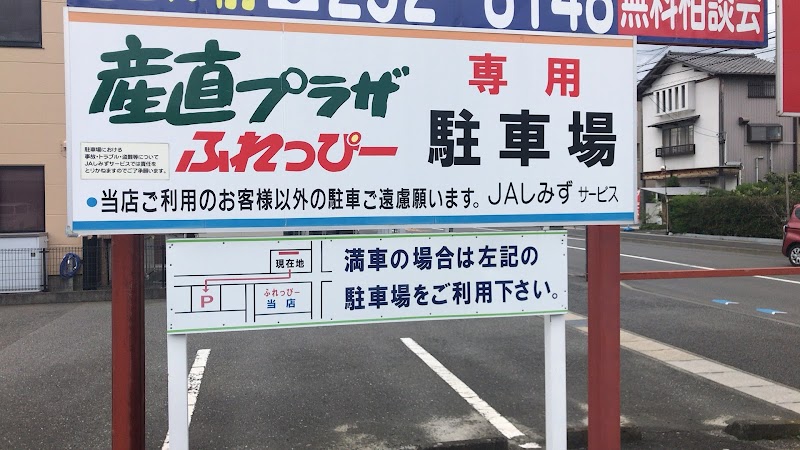 無料相談会
産直プラザ
ふれっぴー
専用
駐車場
駐車場における
事故・トラブル・盗難等について
JAしみずサービスでは責任を
とりかねますのでご了承願います。
•当店ご利用のお客様以外の駐車ご遠慮願います。JAしみずサービス
現在地
P
ふれっぴー
当店
満車の場合は左記の
駐車場をご利用下さい。